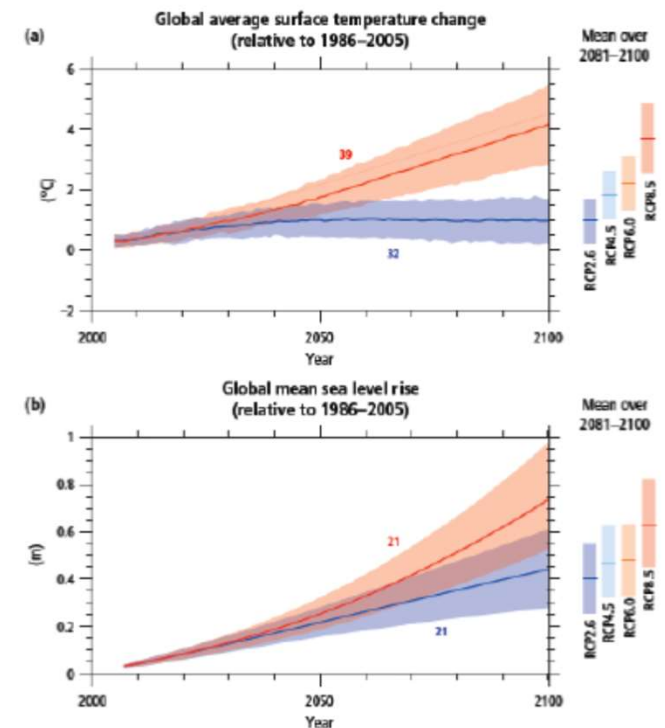 Global average surface temperature change
(relative to 1986–2005)
(a)
Mean over
2081–2100
6
4
2
0
−2
(°C)
39
32
RCP2.6
RCP4.5
RCP6.0
RCP8.5
2000
2050
2100
Year
Global mean sea level rise
(relative to 1986–2005)
(b)
Mean over
2081–2100
1
0.8
0.6
0.4
0.2
0
(m)
21
21
RCP2.6
RCP4.5
RCP6.0
RCP8.5
2000
2050
2100
Year